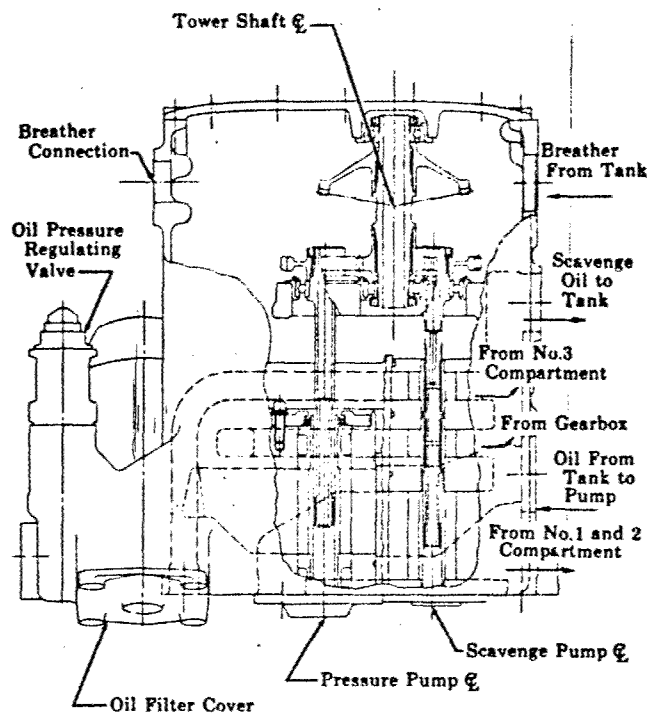 Tower Shaft ℄
Breather
Connection
Breather
From Tank
Oil Pressure
Regulating
Valve
Scavenge
Oil to
Tank
From No.3
Compartment
From Gearbox
Oil From
Tank to
Pump
From No.1 and 2
Compartment
Scavenge Pump ℄
Pressure Pump ℄
Oil Filter Cover